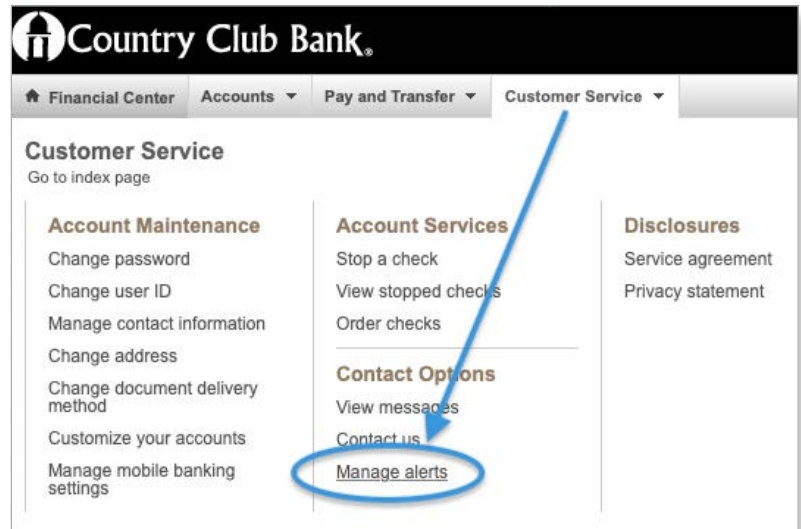 Country Club Bank®
Financial Center Accounts Pay and Transfer Customer Service
Customer Service
Go to index page
Account Maintenance
Change password
Change user ID
Manage contact information
Change address
Change document delivery
method
Customize your accounts
Manage mobile banking
settings
Account Services
Stop a check
View stopped checks
Order checks
Contact Options
View messages
Contact us
Manage alerts
Disclosures
Service agreement
Privacy statement